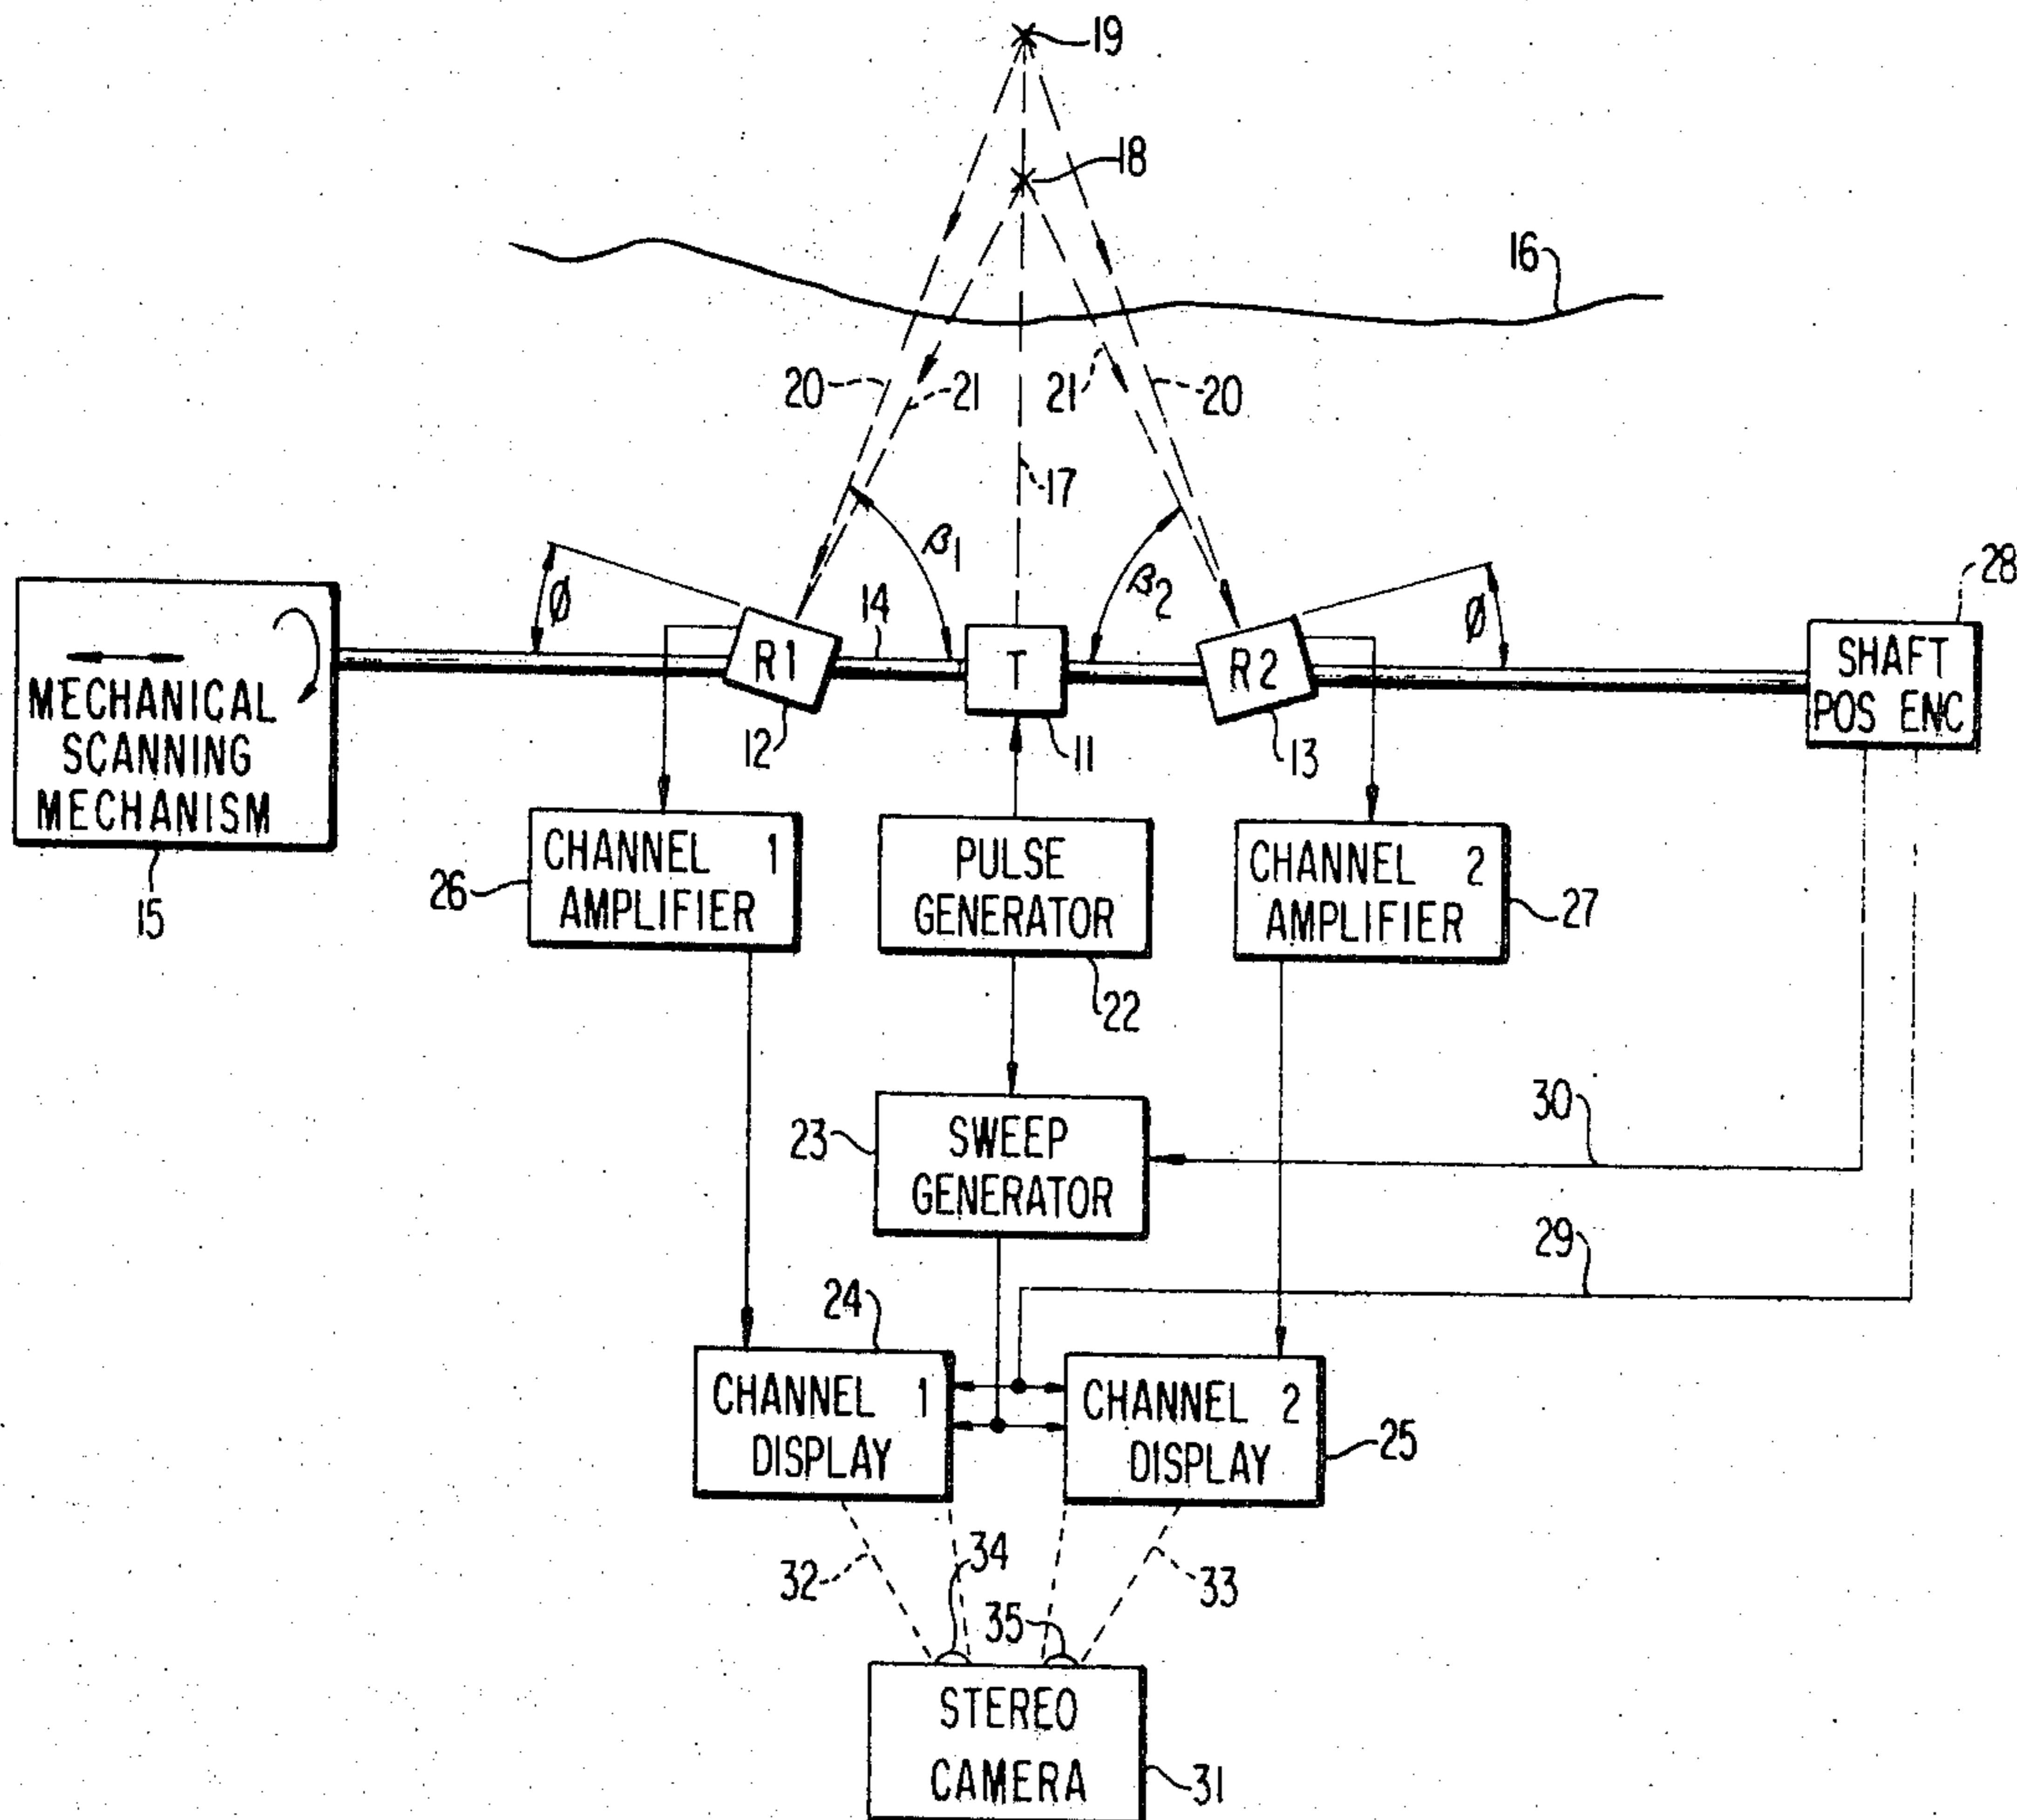 19
18
16
20
21
21
20
17
β1
β2
28
Ø
14
Ø
R1
T
R2
SHAFT
POS ENC
MECHANICAL
SCANNING
MECHANISM
12
11
13
15
CHANNEL 1
AMPLIFIER
26
PULSE
GENERATOR
CHANNEL 2
AMPLIFIER
27
22
30
23
SWEEP
GENERATOR
29
24
CHANNEL 1
DISPLAY
CHANNEL 2
DISPLAY
25
32
34
33
35
STEREO
CAMERA
31